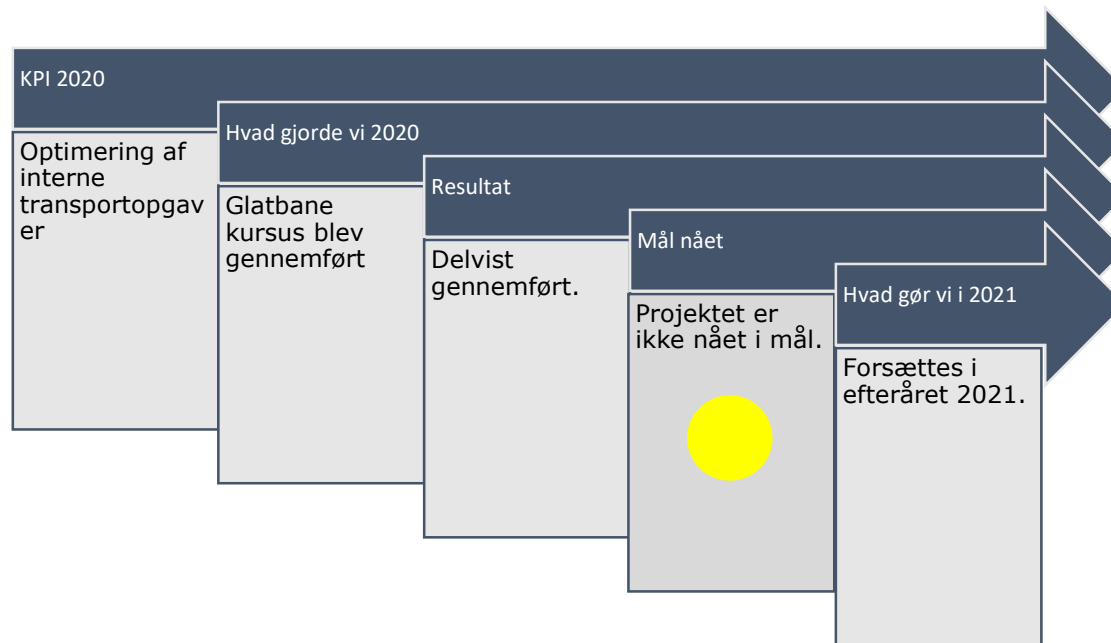 KPI 2020
Optimering af
interne
transportopgav
er
Hvad gjorde vi 2020
Glatbane
kursus blev
gennemført
Resultat
Delvist
gennemført.
Mål nået
Projektet er
ikke nået i mål.
Hvad gør vi i 2021
Forsættes i
efteråret 2021.